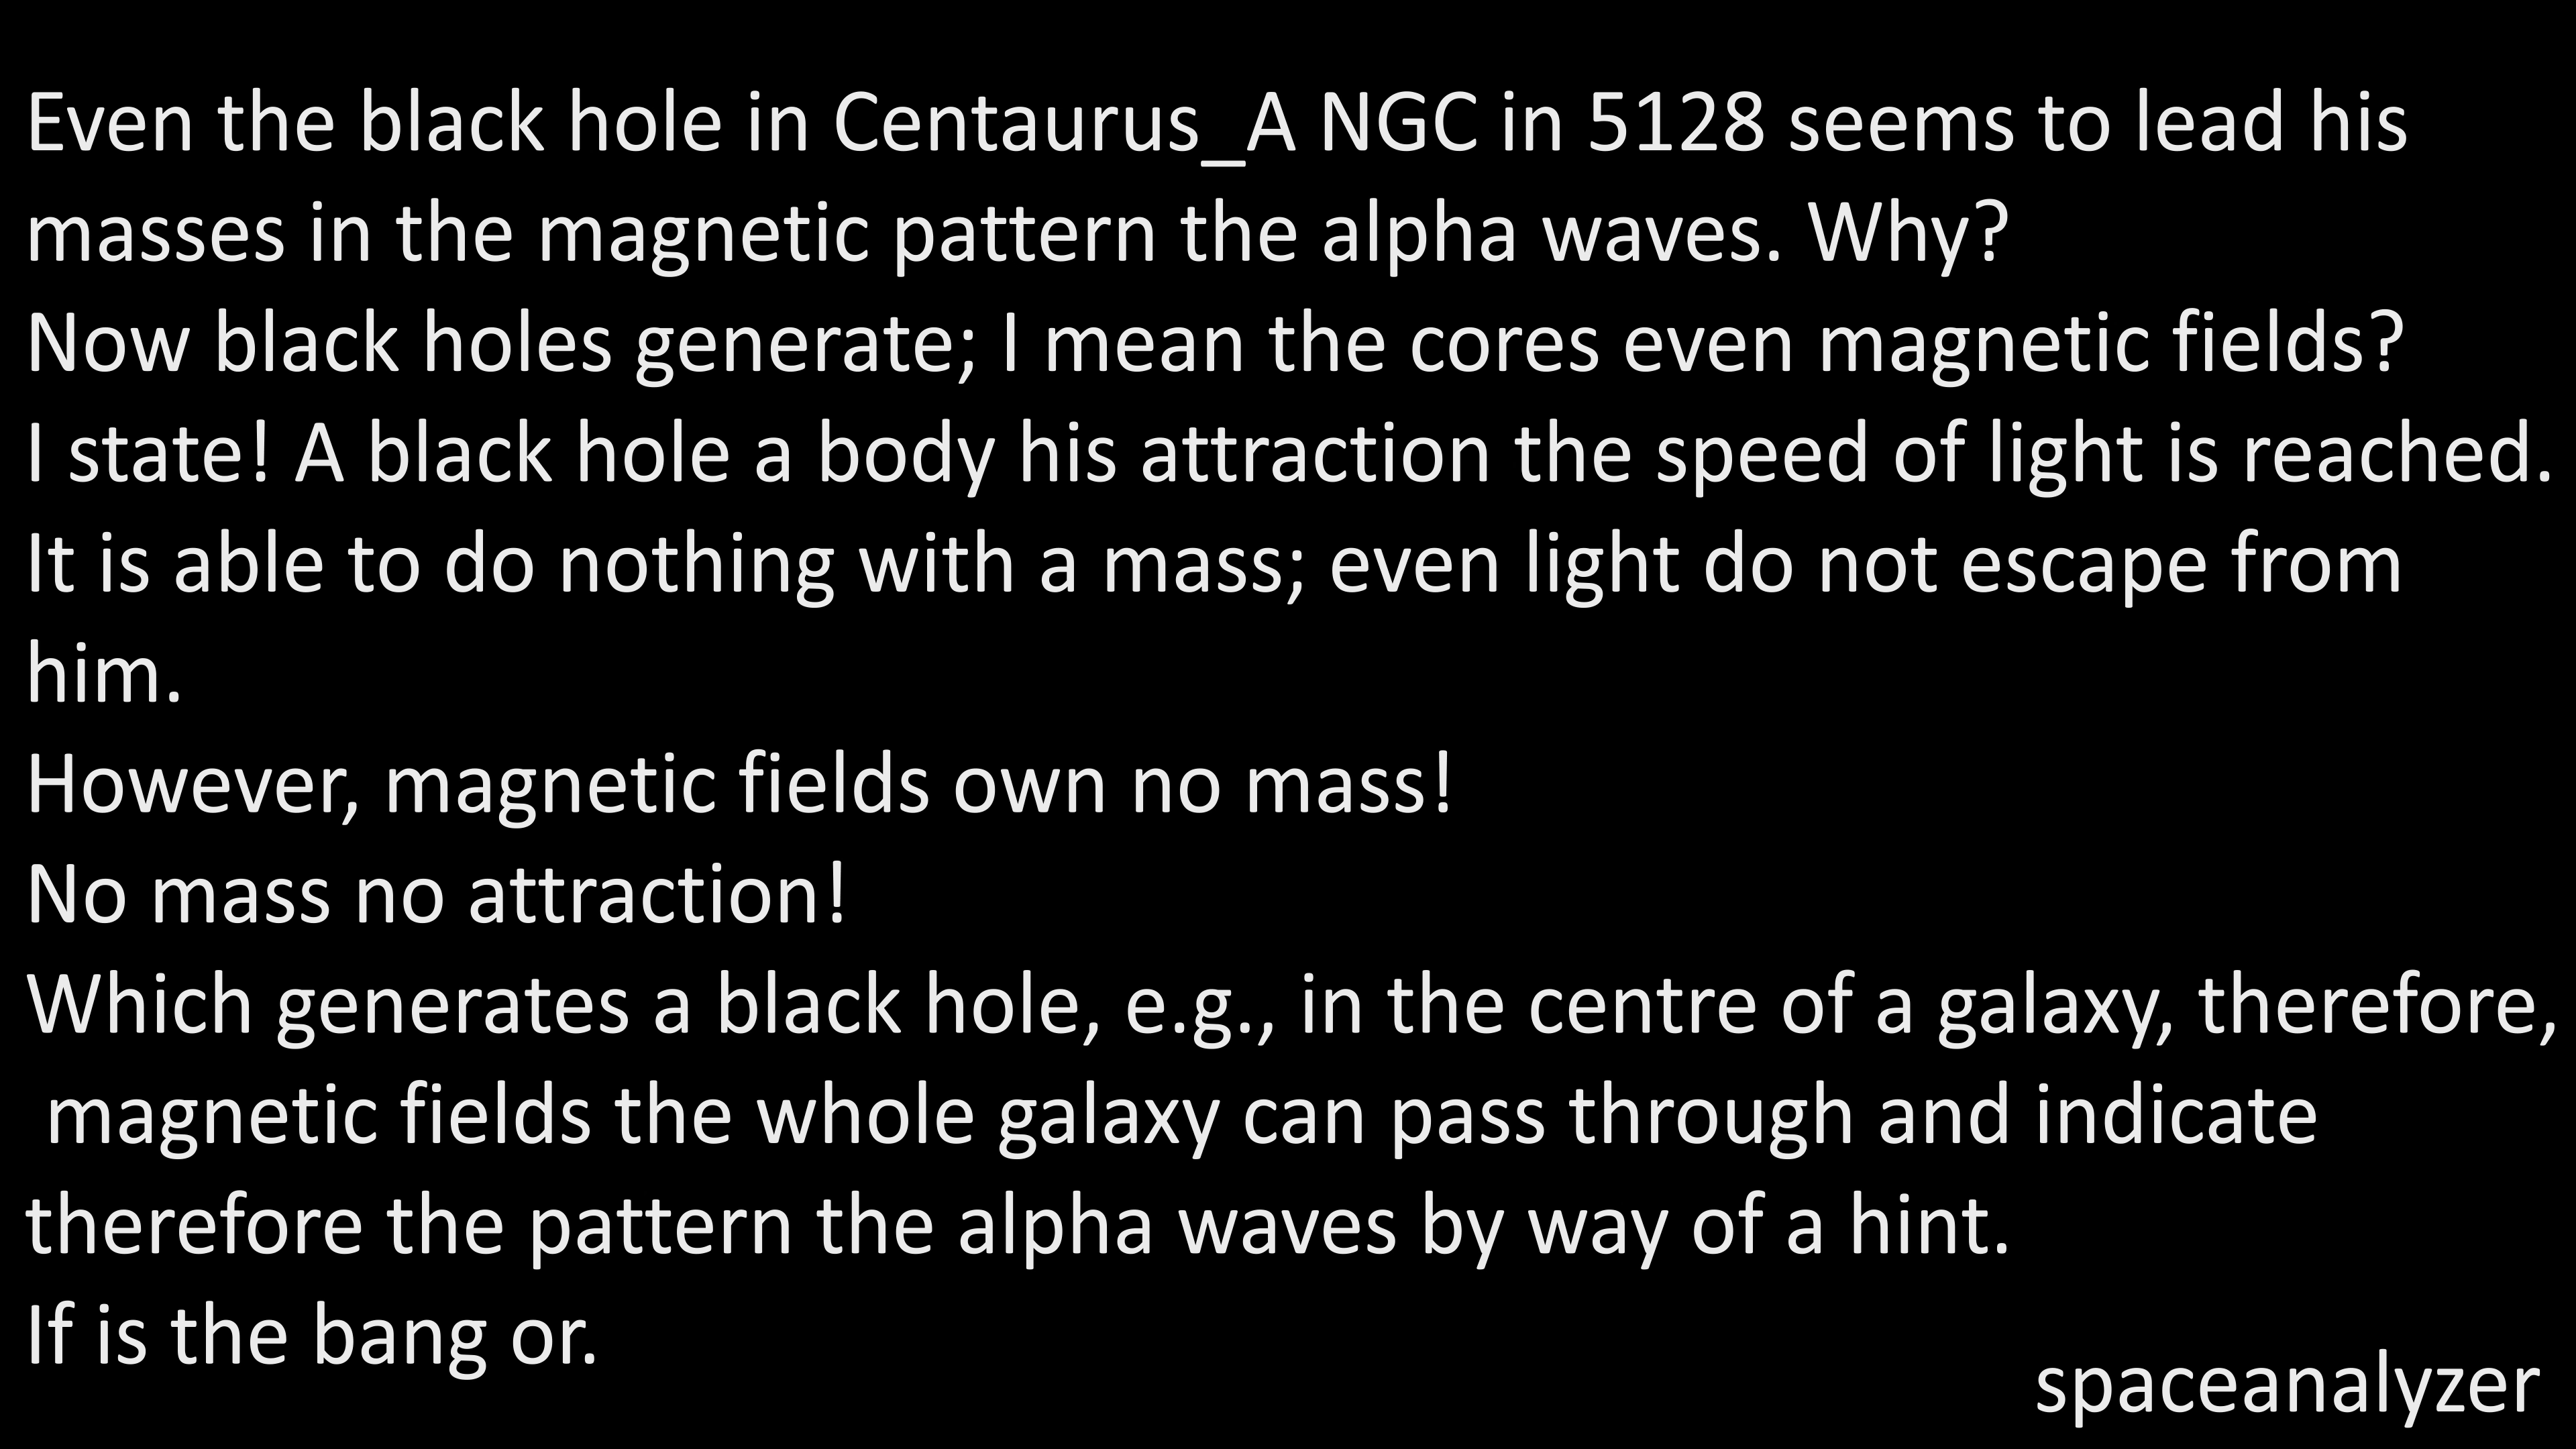 Even the black hole in Centaurus_A NGC in 5128 seems to lead his
masses in the magnetic pattern the alpha waves. Why?
Now black holes generate; I mean the cores even magnetic fields?
I state! A black hole a body his attraction the speed of light is reached.
It is able to do nothing with a mass; even light do not escape from
him.
However, magnetic fields own no mass!
No mass no attraction!
Which generates a black hole, e.g., in the centre of a galaxy, therefore,
magnetic fields the whole galaxy can pass through and indicate
therefore the pattern the alpha waves by way of a hint.
If is the bang or.
spaceanalyzer